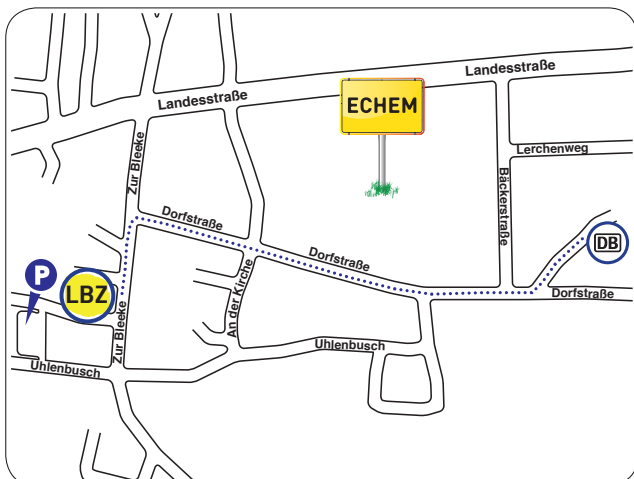 Landesstraße
Landesstraße
ECHEM
Zur Bleeke
Lerchenweg
Bäckerstraße
Dorfstraße
Dorfstraße
DB
P
LBZ
An der Kirche
Dorfstraße
Zur Bleeke
Uhlenbusch
Uhlenbusch